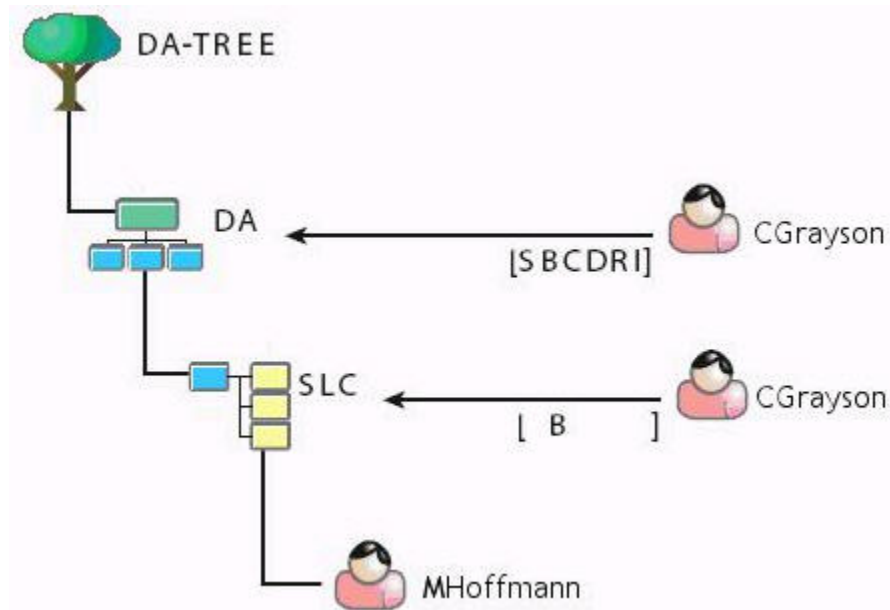 DA-TREE
DA
CGrayson
[SBCDRI]
SLC
CGrayson
[ B ]
MHoffmann